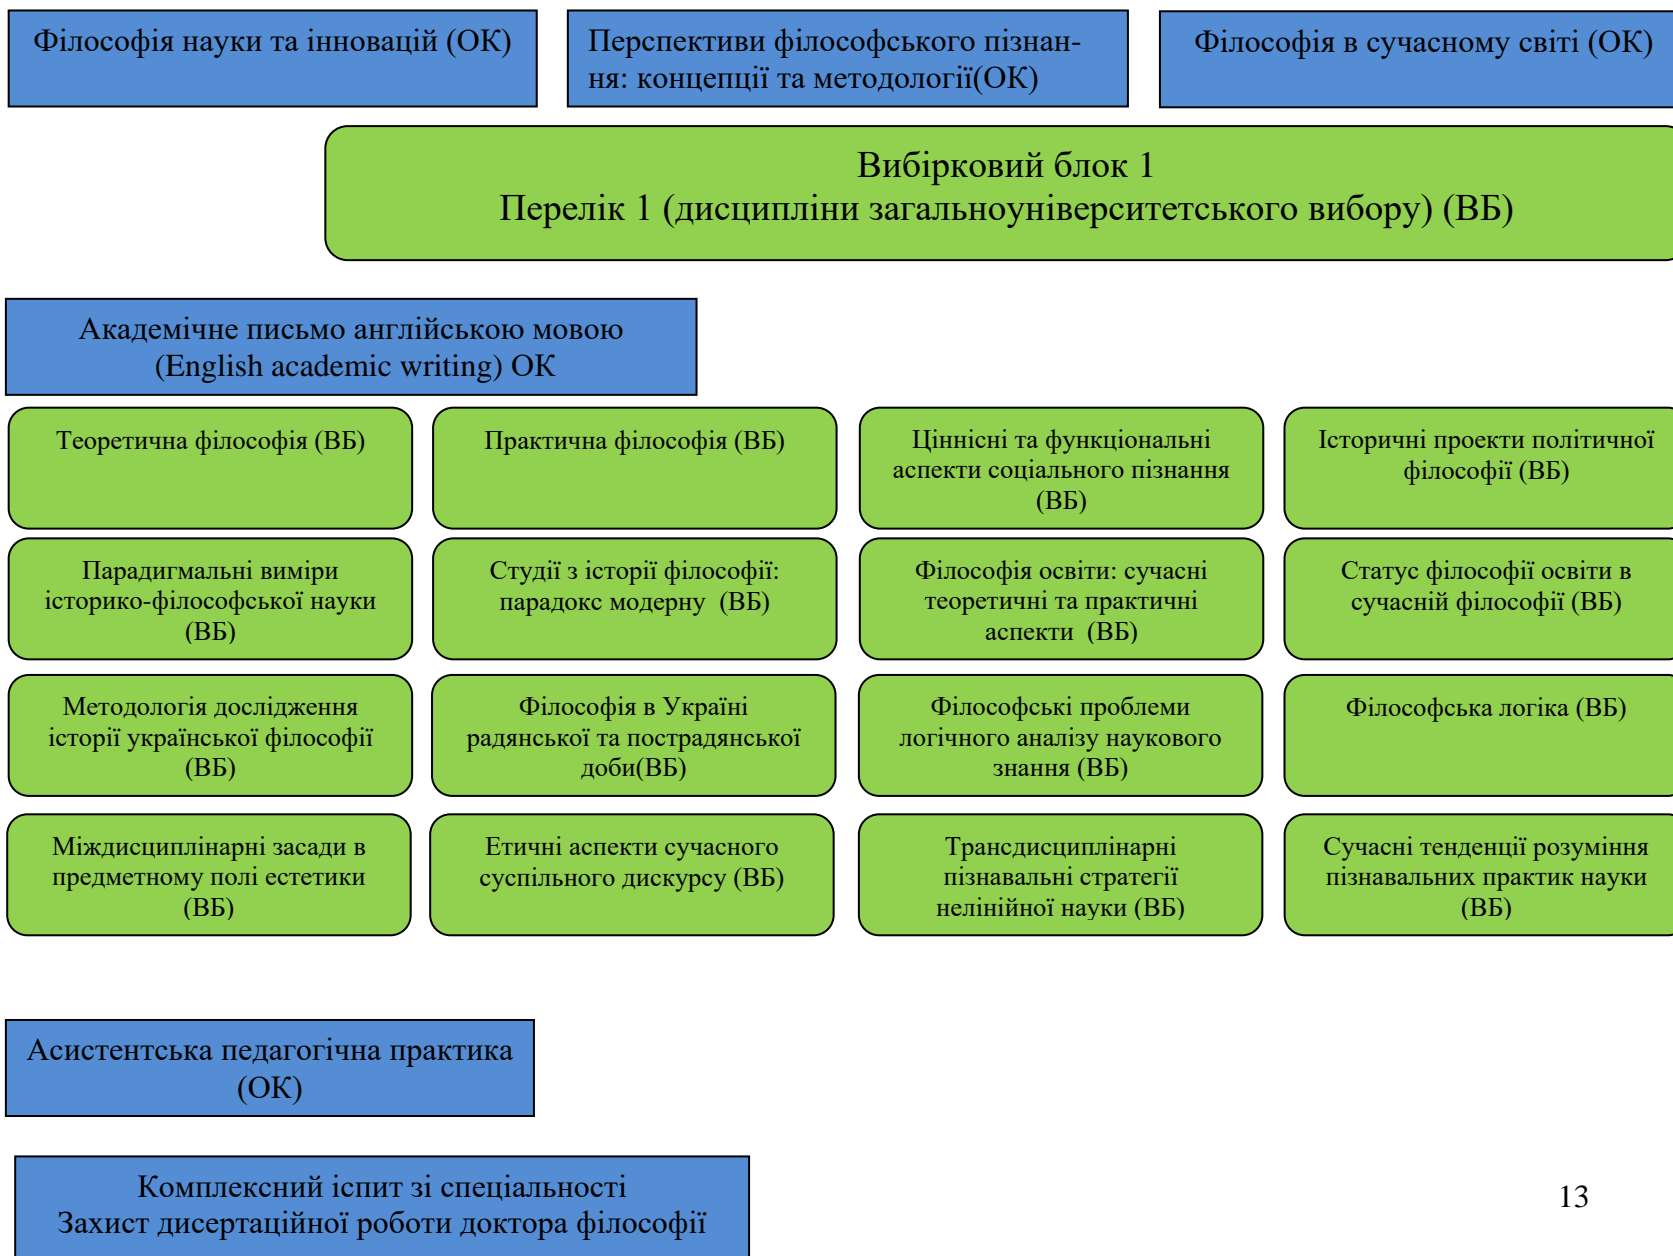 Філософія науки та інновацій (ОК)
Перспективи філософського пізнан-
ня: концепції та методології(ОК)
Філософія в сучасному світі (ОК)
Вибірковий блок 1
Перелік 1 (дисципліни загальноуніверситетського вибору) (ВБ)
Академічне письмо англійською мовою
(English academic writing) ОК
Теоретична філософія (ВБ)
Практична філософія (ВБ)
Ціннісні та функціональні
аспекти соціального пізнання
(ВБ)
Історичні проекти політичної
філософії (ВБ)
Парадигмальні виміри
історико-філософської науки
(ВБ)
Студії з історії філософії:
парадокс модерну (ВБ)
Філософія освіти: сучасні
теоретичні та практичні
аспекти (ВБ)
Статус філософії освіти в
сучасній філософії (ВБ)
Методологія дослідження
історії української філософії
(ВБ)
Філософія в Україні
радянської та пострадянської
доби(ВБ)
Філософські проблеми
логічного аналізу наукового
знання (ВБ)
Філософська логіка (ВБ)
Міждисциплінарні засади в
предметному полі естетики
(ВБ)
Етичні аспекти сучасного
суспільного дискурсу (ВБ)
Трансдисциплінарні
пізнавальні стратегії
нелінійної науки (ВБ)
Сучасні тенденції розуміння
пізнавальних практик науки
(ВБ)
Асистентська педагогічна практика
(ОК)
Комплексний іспит зі спеціальності
Захист дисертаційної роботи доктора філософії
13